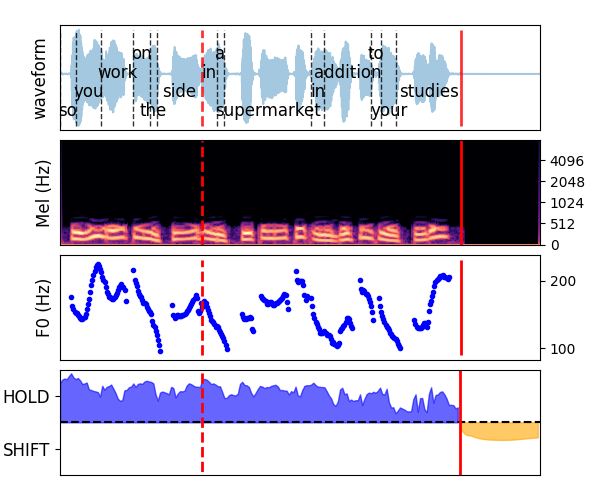 waveform
on a to
work in addition
you side in studies
so the supermarket your
Mel (Hz)
4096
2048
1024
512
0
F0 (Hz)
200
100
HOLD
SHIFT